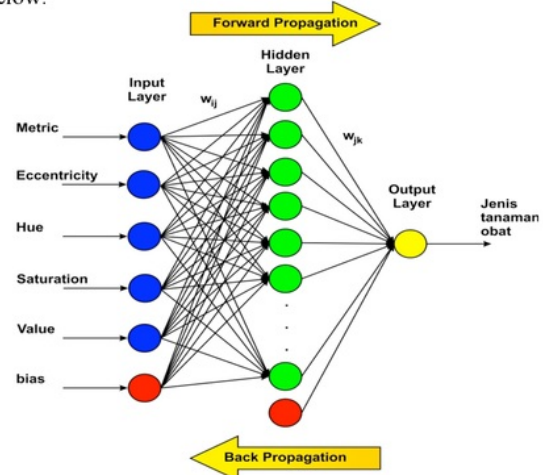 elow.
Forward Propagation
Hidden
Layer
Input
Layer
wij
wjk
Metric
Eccentricity
Hue
Saturation
Value
bias
Output
Layer
Jenis
tanaman
obat
Back Propagation